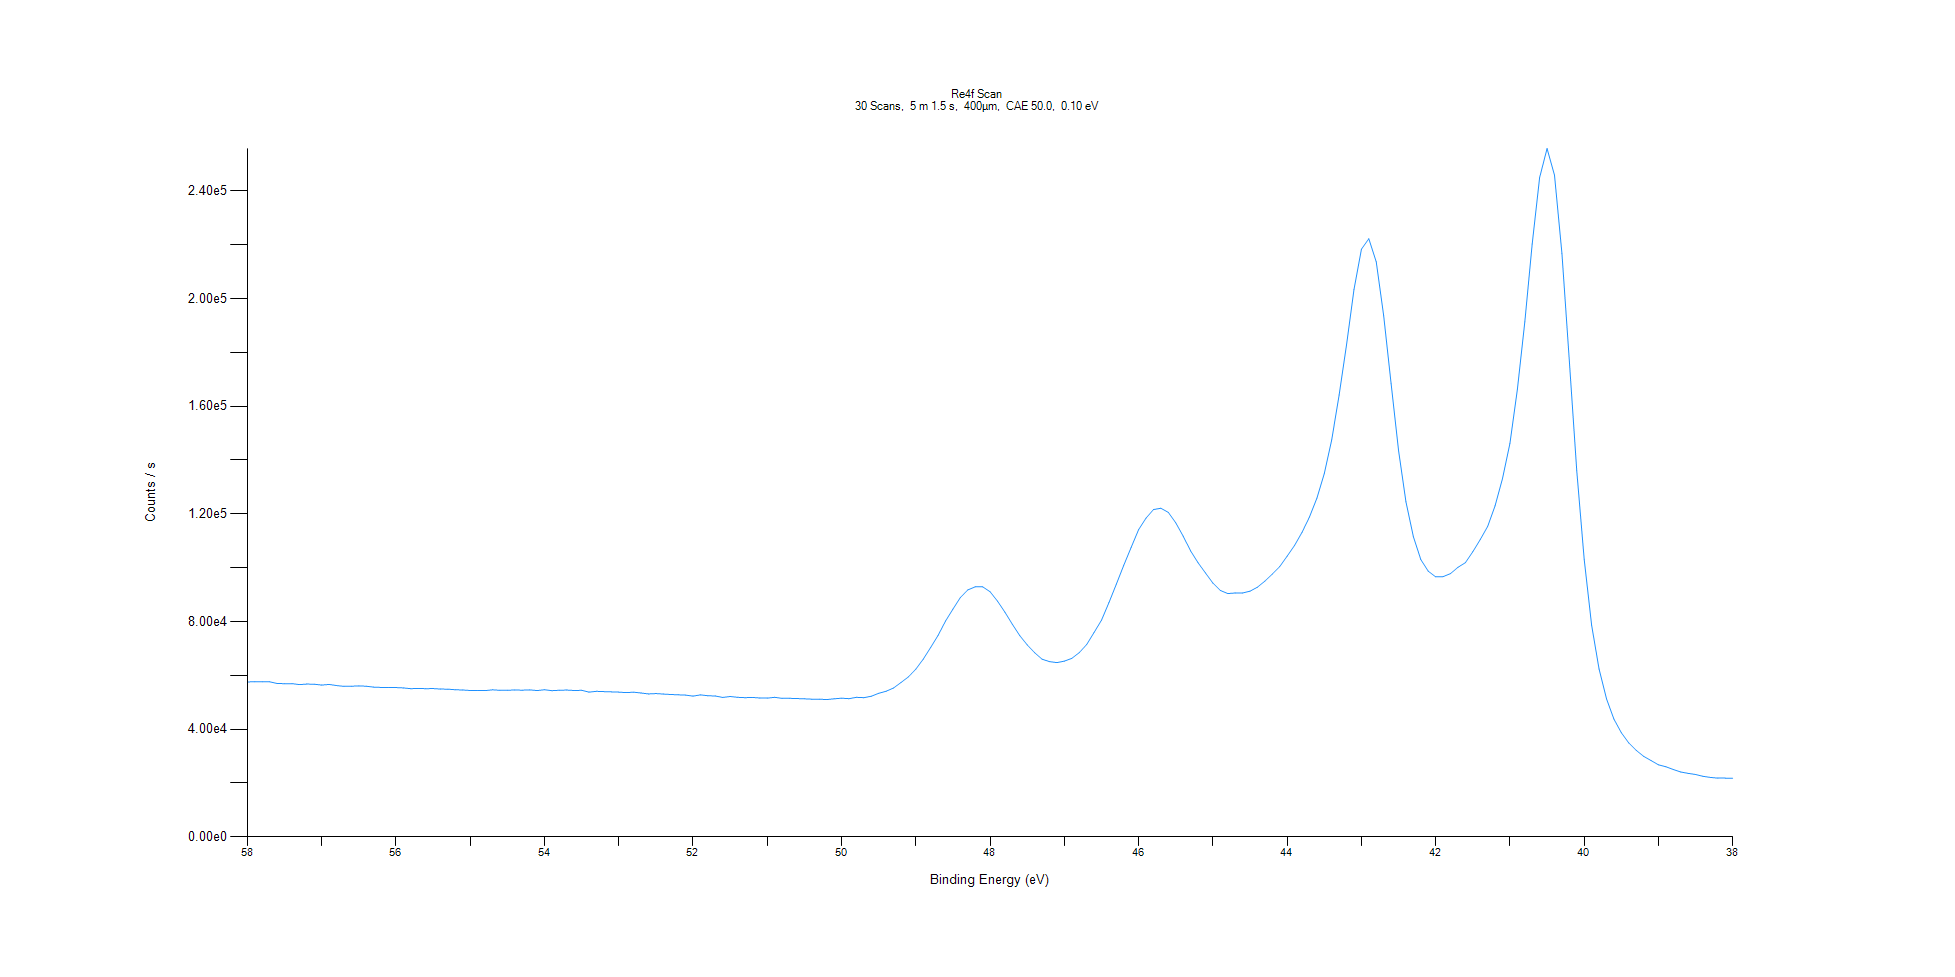 Re4f Scan
30 Scans, 5 m 1.5 s, 400µm, CAE 50.0, 0.10 eV
2.40e5
2.00e5
1.60e5
Counts / s
1.20e5
8.00e4
4.00e4
0.00e0
58 56 54 52 50 48 46 44 42 40 38
Binding Energy (eV)